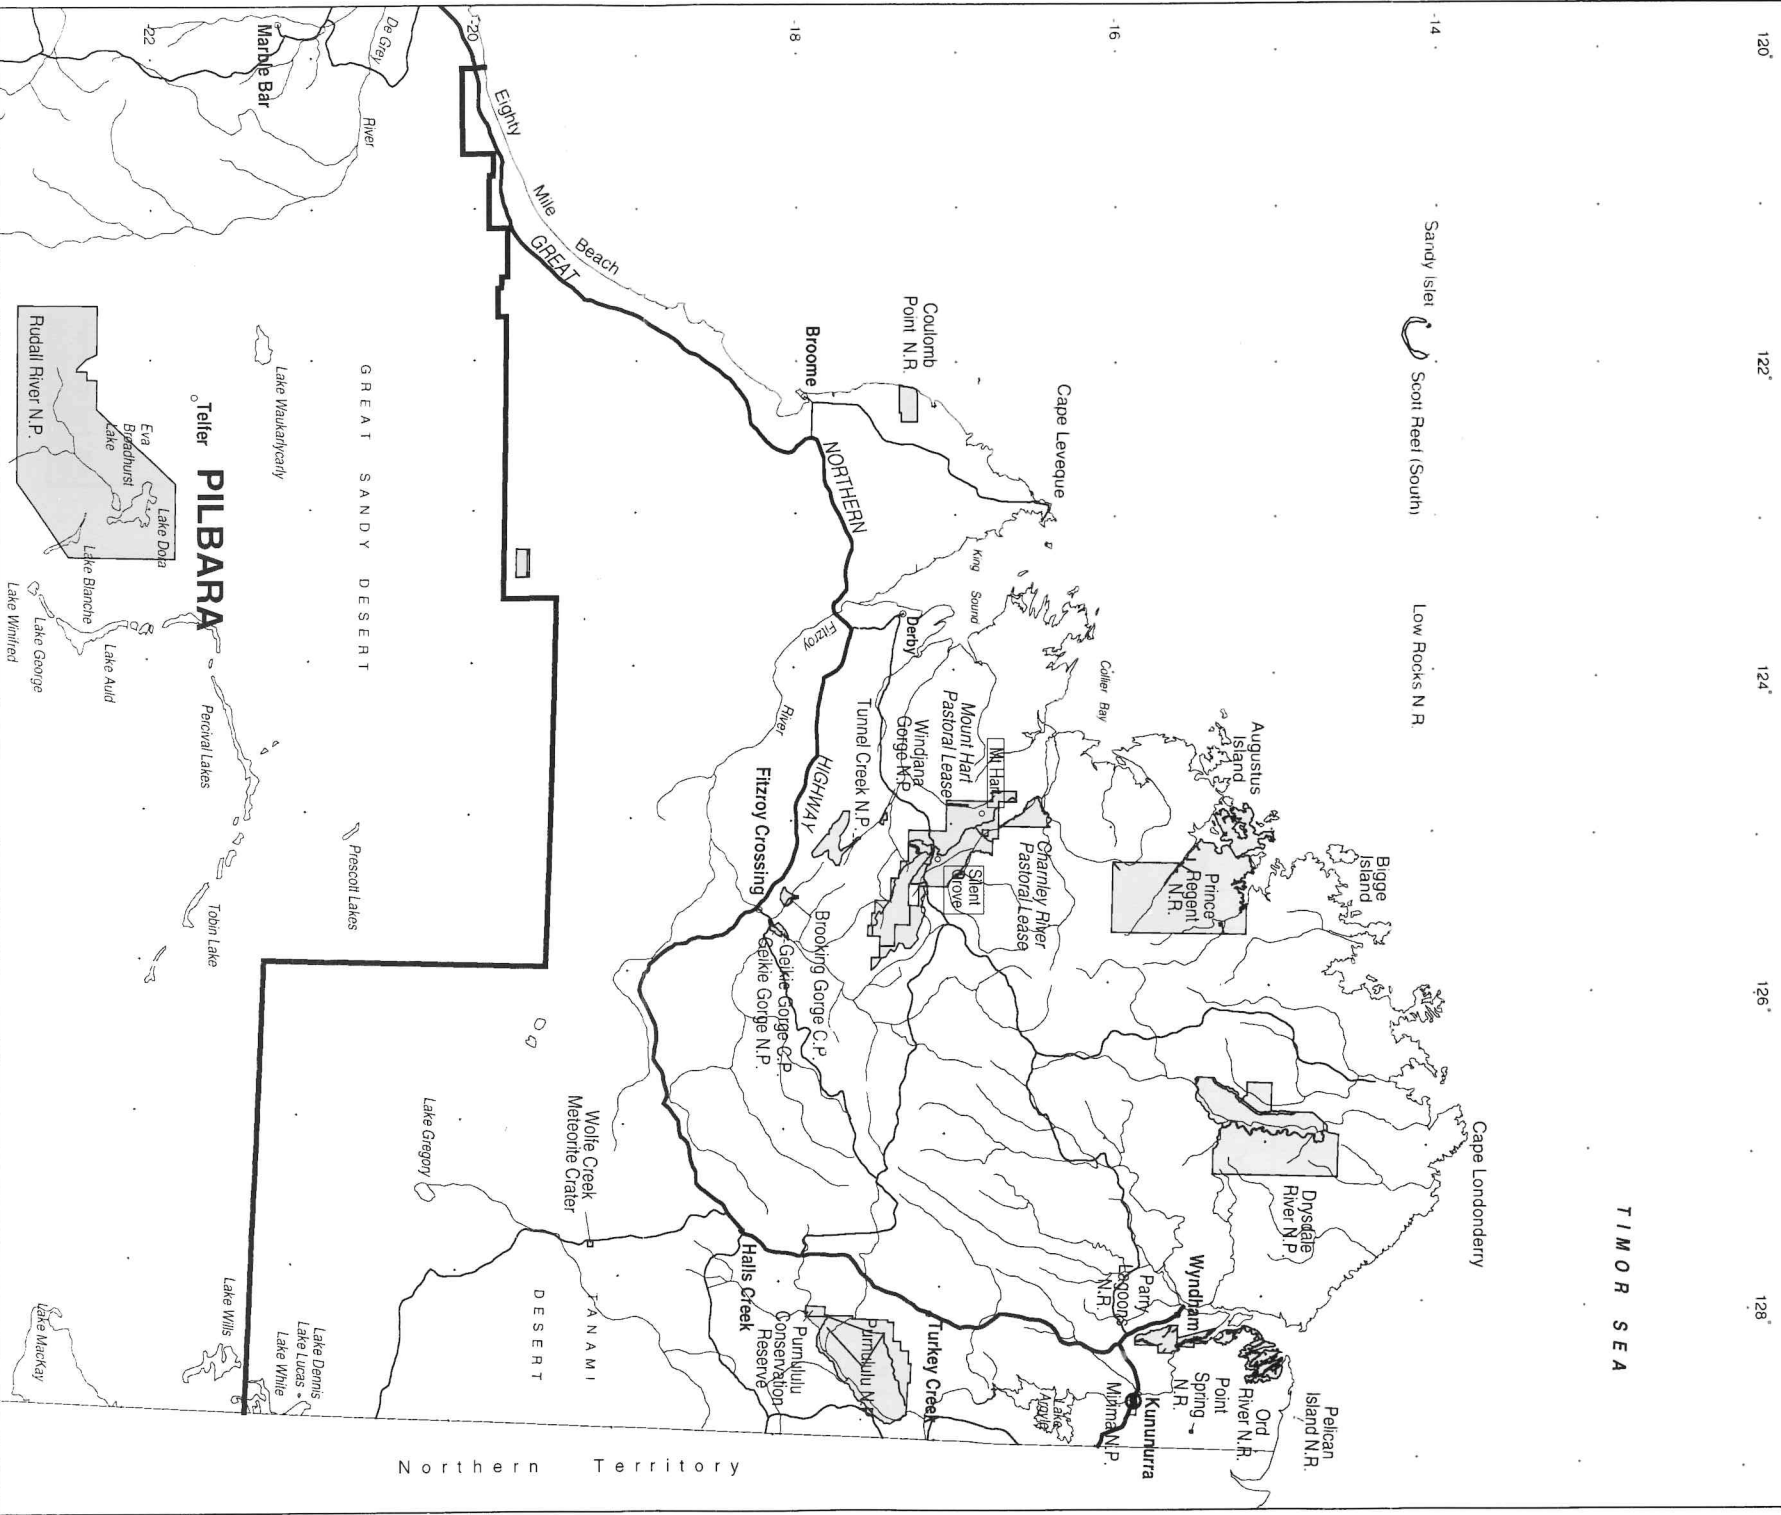 120°
122°
124°
126°
128°
-14
-16
-18
-20
-22
TIMOR SEA
Sandy Islet
Scott Reef (South)
Low Rocks N.R.
Cape Londonderry
Bigge
Island
Augustus
Island
Prince
Regent
N.R.
Drysdale
River N.P.
Pelican
Island N.R.
Ord
River N.R.
Point
Spring
N.R.
Wyndham
Parry
Lagoons
N.R.
Kununurra
Mirima N.P.
Lake
Argyle
Collier Bay
Cape Leveque
King Sound
Coulomb
Point N.R.
Broome
Derby
Mt Hart
Mount Hart
Pastoral Lease
Charnley River
Pastoral Lease
Silent
Grove
Windjana
Gorge N.P.
Tunnel Creek N.P.
Brooking Gorge C.P.
Geikie Gorge C.P.
Geikie Gorge N.P.
Fitzroy Crossing
Fitzroy
River
GREAT
NORTHERN
HIGHWAY
Eighty
Mile
Beach
Turkey Creek
Purnululu N.P.
Purnululu
Conservation
Reserve
Halls Creek
Wolfe Creek
Meteorite Crater
TANAMI
DESERT
Lake Gregory
De Grey
River
Marble Bar
GREAT SANDY DESERT
Prescott Lakes
Lake Waukarlycarly
Telfer
PILBARA
Percival Lakes
Tobin Lake
Lake Dora
Eva
Broadhurst
Lake
Rudall River N.P.
Lake Blanche
Lake Auld
Lake George
Lake Winifred
Lake Dennis
Lake Lucas
Lake White
Lake Wills
Lake MacKay
Northern Territory